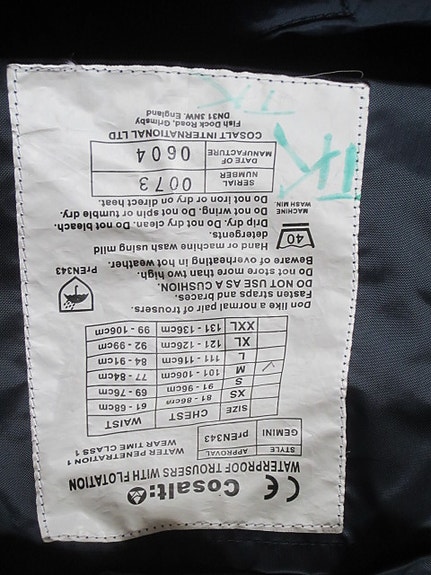 CE Cosalt
WATERPROOF TROUSERS WITH FLOTATION
STYLE APPROVAL WATER PENETRATION 1
GEMINI prEN343 WEAR TIME CLASS 1
SIZE CHEST WAIST
XS 81 - 86cm 61 - 68cm
S 91 - 96cm 69 - 76cm
M 101 - 106cm 77 - 84cm
L 111 - 116cm 84 - 91cm
XL 121 - 126cm 92 - 99cm
XXL 131 - 136cm 99 - 106cm
Don like a normal pair of trousers.
Fasten straps and braces.
DO NOT USE AS A CUSHION.
Do not store more than two high.
Beware of overheating in hot weather.
PrEN343
Hand or machine wash using mild
detergents.
Drip dry. Do not clean. Do not bleach.
Do not wring. Do not spin or tumble dry.
Do not iron or dry on direct heat.
40
MACHINE
WASH MIN.
SERIAL NUMBER 0073
DATE OF MANUFACTURE 0604
COSALT INTERNATIONAL LTD
Fish Dock Road, Grimsby
DN31 3NW. England